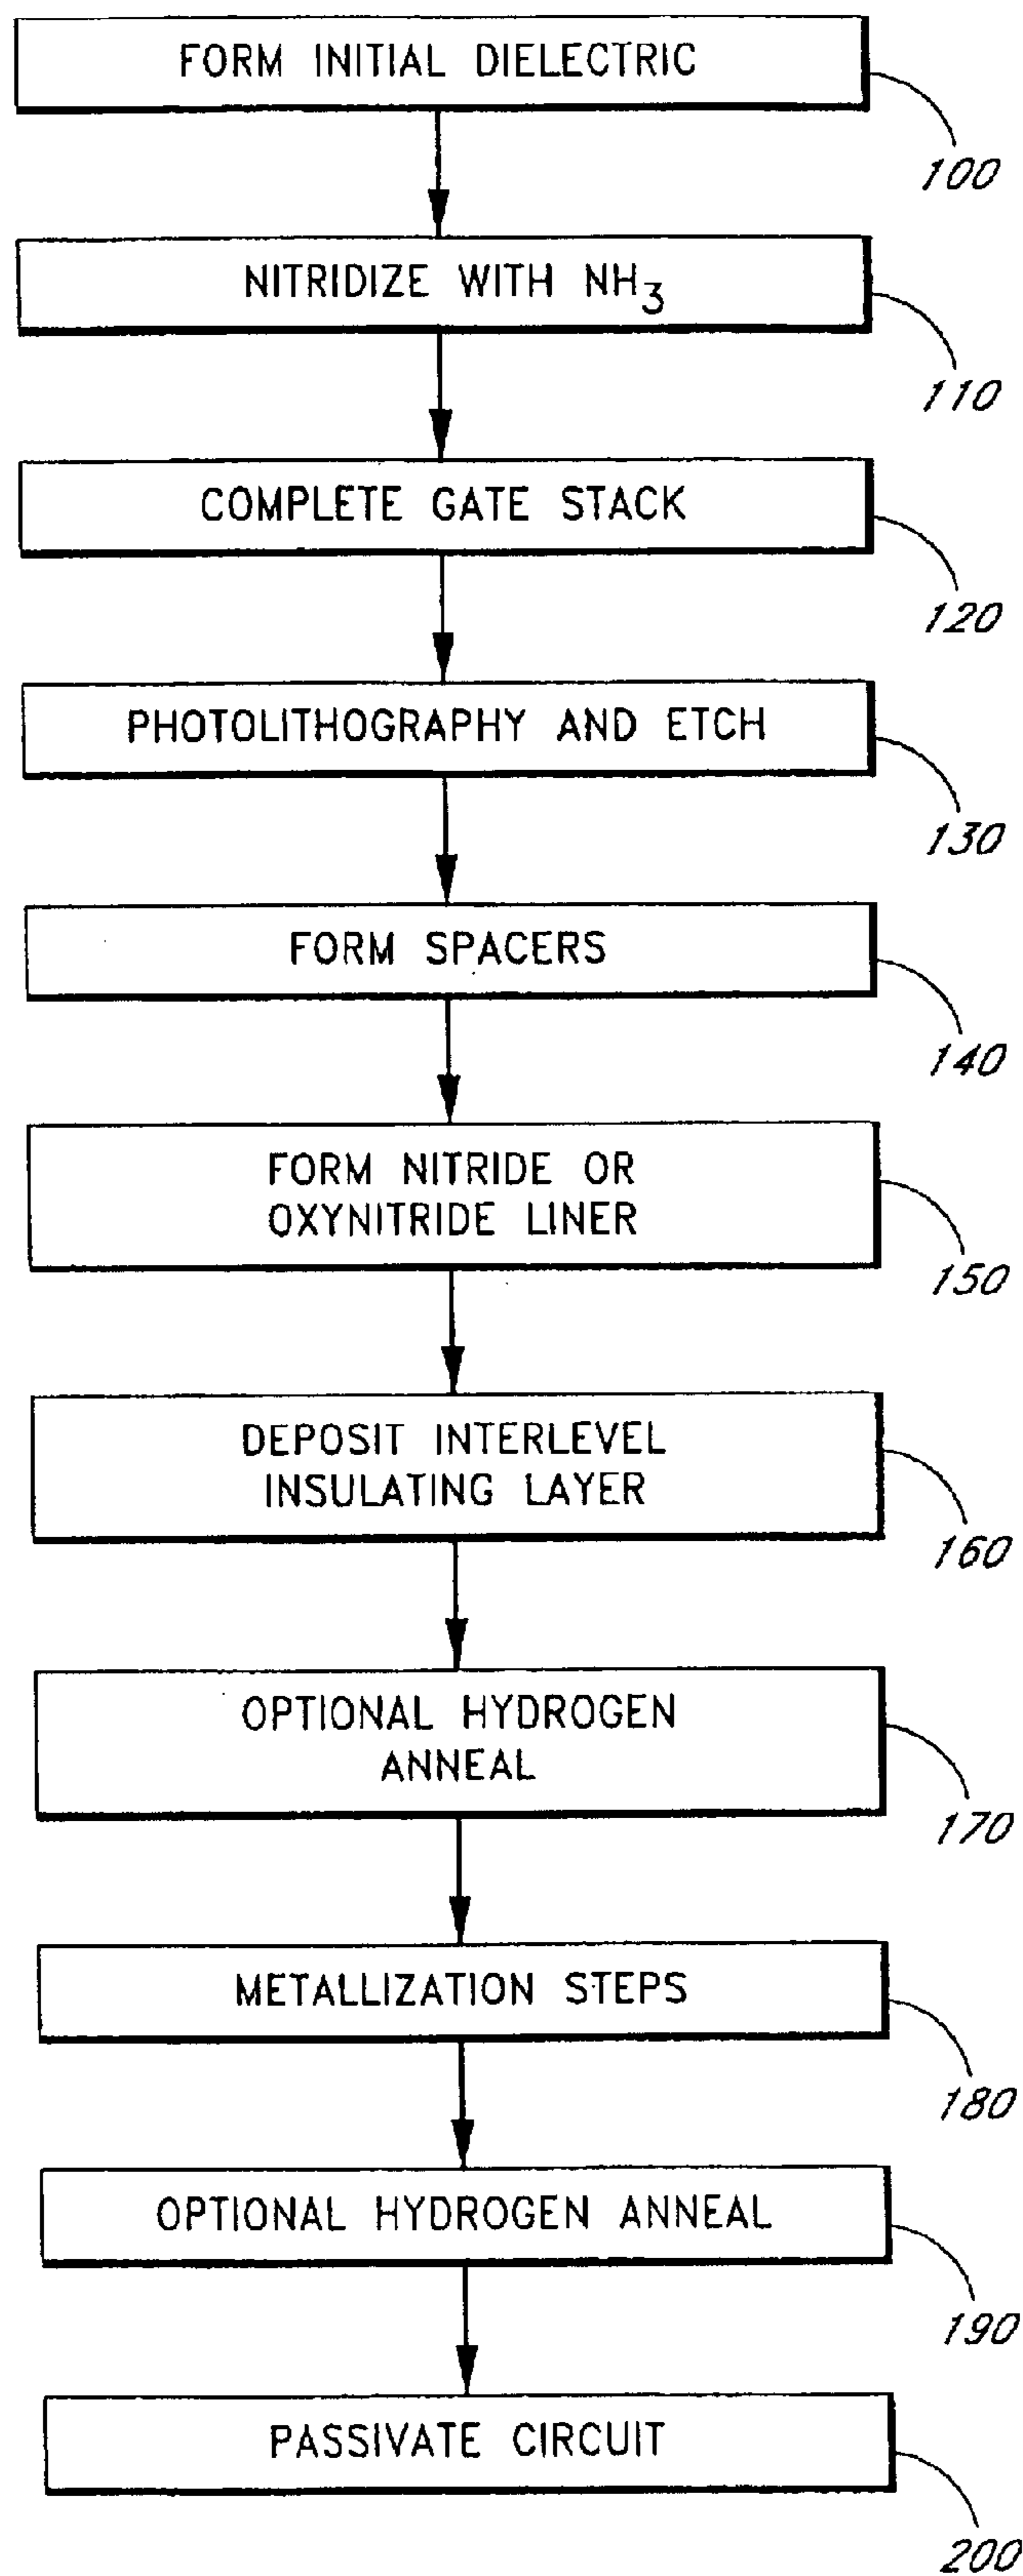 FORM INITIAL DIELECTRIC
100
NITRIDIZE WITH NH₃
110
COMPLETE GATE STACK
120
PHOTOLITHOGRAPHY AND ETCH
130
FORM SPACERS
140
FORM NITRIDE OR
OXYNITRIDE LINER
150
DEPOSIT INTERLEVEL
INSULATING LAYER
160
OPTIONAL HYDROGEN
ANNEAL
170
METALLIZATION STEPS
180
OPTIONAL HYDROGEN ANNEAL
190
PASSIVATE CIRCUIT
200